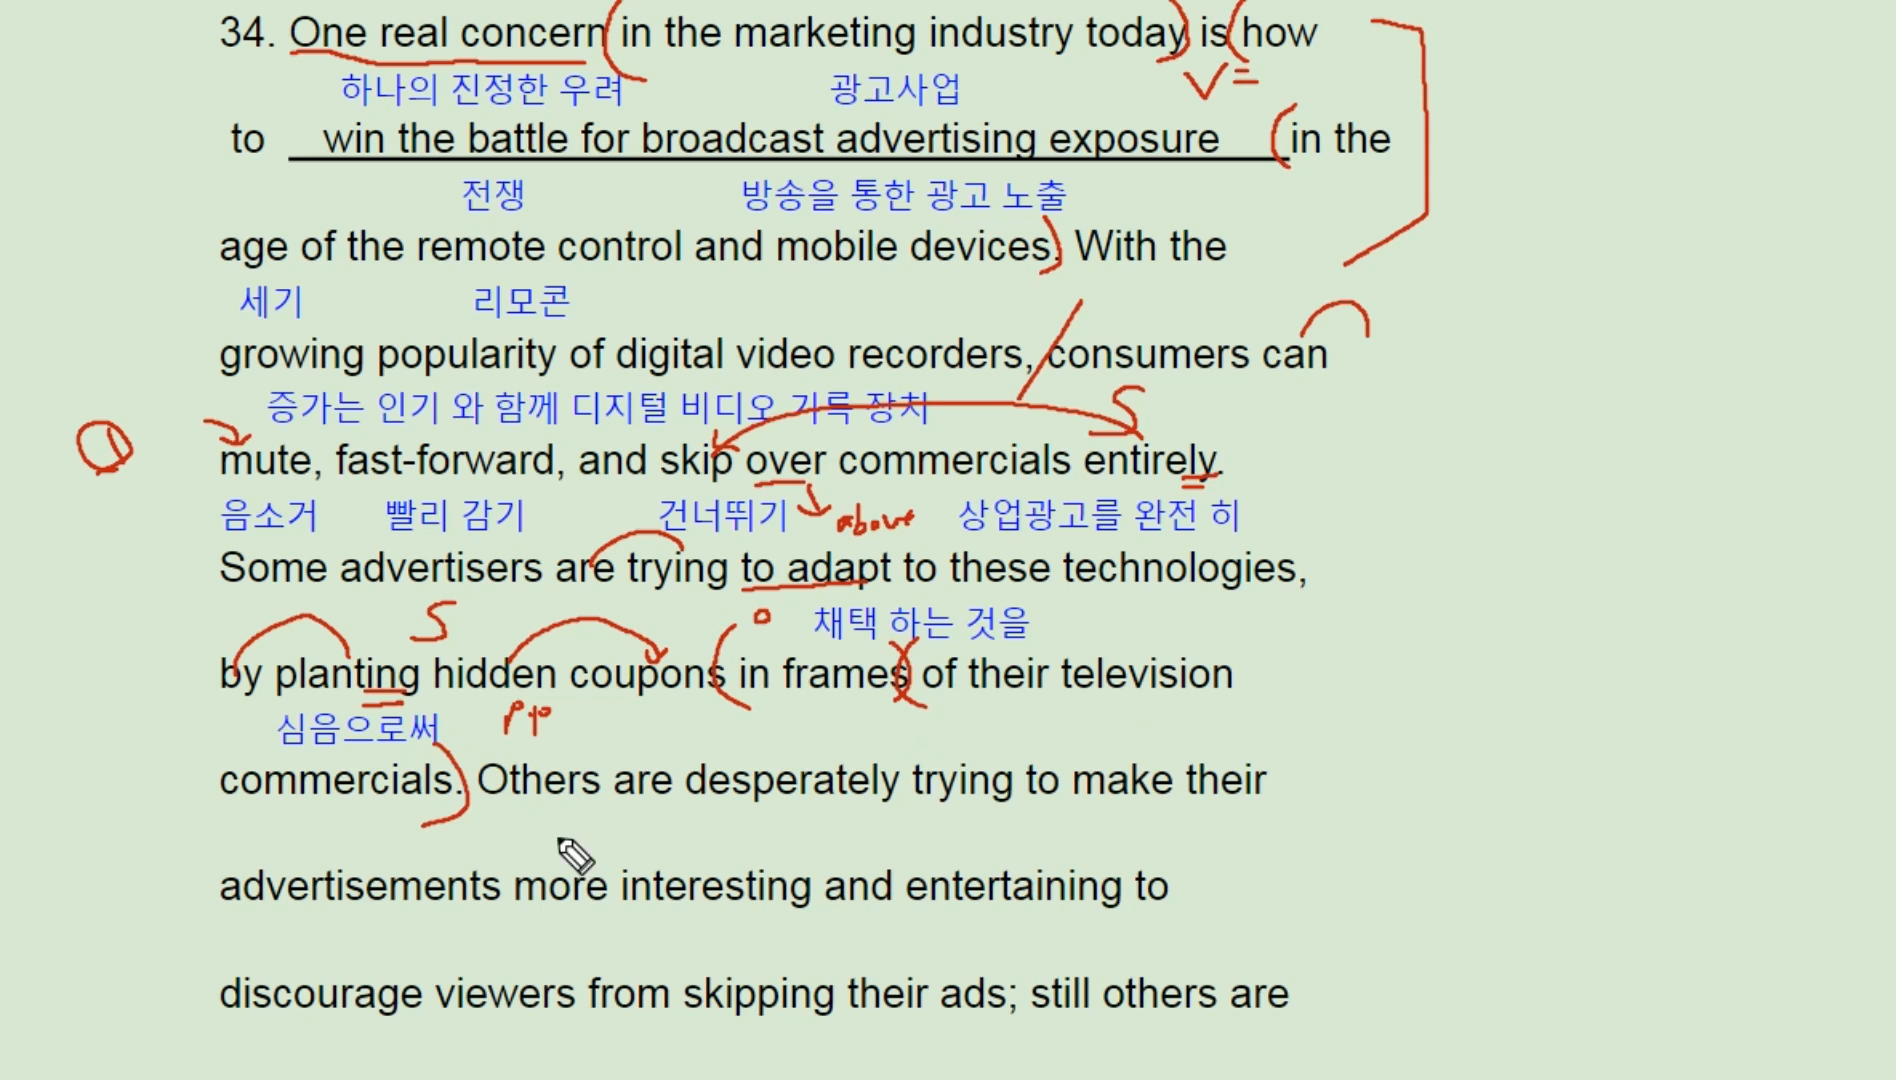 34. One real concern in the marketing industry today is how
하나의 진정한 우려 광고사업
to win the battle for broadcast advertising exposure in the
전쟁 방송을 통한 광고 노출
age of the remote control and mobile devices. With the
세기 리모콘
growing popularity of digital video recorders, consumers can
증가는 인기 와 함께 디지털 비디오 기록 장치 S
mute, fast-forward, and skip over commercials entirely.
음소거 빨리 감기 건너뛰기 above 상업광고를 완전 히
Some advertisers are trying to adapt to these technologies,
S o 채택 하는 것을
by planting hidden coupons in frames of their television
심음으로써 PP
commercials. Others are desperately trying to make their
advertisements more interesting and entertaining to
discourage viewers from skipping their ads; still others are